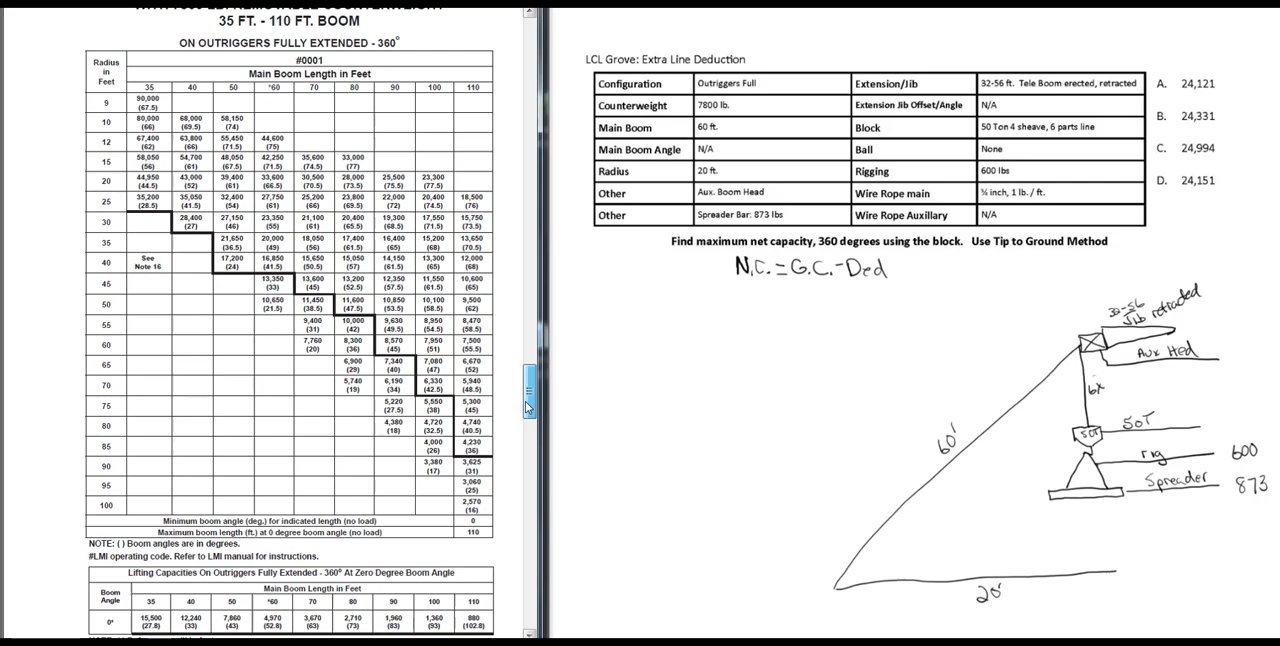 35 FT. - 110 FT. BOOM
ON OUTRIGGERS FULLY EXTENDED - 360°
Radius in Feet #0001
Main Boom Length in Feet
35 40 50 *60 70 80 90 100 110
9 90,000 (67.5)
10 80,000 (66) 68,000 (69.5) 58,150 (74)
12 67,400 (62) 63,800 (66) 55,450 (71.5) 44,600 (75)
15 58,050 (56) 54,700 (61) 48,050 (67.5) 42,250 (71.5) 35,600 (74.5) 33,000 (77)
20 44,950 (44.5) 43,000 (52) 39,400 (61) 33,600 (66.5) 30,500 (70.5) 28,000 (73.5) 25,500 (75.5) 23,300 (77.5)
25 35,200 (28.5) 35,050 (41.5) 32,400 (54) 27,750 (61) 25,200 (66) 23,800 (69.5) 22,000 (72) 20,400 (74.5) 18,500 (76)
30 28,400 (27) 27,150 (46) 23,350 (55) 21,100 (61) 20,400 (65.5) 19,300 (68.5) 17,550 (71.5) 15,750 (73.5)
35 21,650 (36.5) 20,000 (49) 18,050 (56) 17,400 (61.5) 16,400 (65) 15,200 (68) 13,650 (70.5)
40 See Note 16 17,200 (24) 16,850 (41.5) 15,650 (50.5) 15,050 (57) 14,150 (61.5) 13,300 (65) 12,000 (68)
45 13,350 (33) 13,600 (45) 13,200 (52.5) 12,350 (57.5) 11,550 (61.5) 10,600 (65)
50 10,650 (21.5) 11,450 (38.5) 11,600 (47.5) 10,850 (53.5) 10,100 (58.5) 9,500 (62)
55 9,400 (31) 10,000 (42) 9,630 (49.5) 8,950 (54.5) 8,470 (58.5)
60 7,760 (20) 8,300 (36) 8,570 (45) 7,950 (51) 7,500 (55.5)
65 6,900 (29) 7,340 (40) 7,080 (47) 6,670 (52)
70 5,740 (19) 6,190 (34) 6,330 (42.5) 5,940 (48.5)
75 5,220 (27.5) 5,550 (38) 5,300 (45)
80 4,380 (18) 4,720 (32.5) 4,740 (40.5)
85 4,000 (26) 4,230 (36)
90 3,380 (17) 3,625 (31)
95 3,060 (25)
100 2,570 (16)
Minimum boom angle (deg.) for indicated length (no load) 0
Maximum boom length (ft.) at 0 degree boom angle (no load) 110
NOTE: ( ) Boom angles are in degrees.
#LMI operating code. Refer to LMI manual for instructions.
Lifting Capacities On Outriggers Fully Extended - 360° At Zero Degree Boom Angle
Boom Angle Main Boom Length in Feet
35 40 50 *60 70 80 90 100 110
0° 15,500 (27.8) 12,240 (33) 7,860 (43) 4,970 (52.8) 3,670 (63) 2,710 (73) 1,960 (83) 1,360 (93) 880 (102.8)
LCL Grove: Extra Line Deduction
Configuration Outriggers Full Extension/Jib 32-56 ft. Tele Boom erected, retracted
Counterweight 7800 lb. Extension Jib Offset/Angle N/A
Main Boom 60 ft. Block 50 Ton 4 sheave, 6 parts line
Main Boom Angle N/A Ball None
Radius 20 ft. Rigging 600 lbs
Other Aux. Boom Head Wire Rope main ¾ inch, 1 lb. / ft.
Other Spreader Bar: 873 lbs Wire Rope Auxillary N/A
A. 24,121
B. 24,331
C. 24,994
D. 24,151
Find maximum net capacity, 360 degrees using the block. Use Tip to Ground Method
N.C. = G.C. - Ded
Jib retracted
Aux Hed
6x
60'
50T
50T
rig 600
Spreader 873
20'